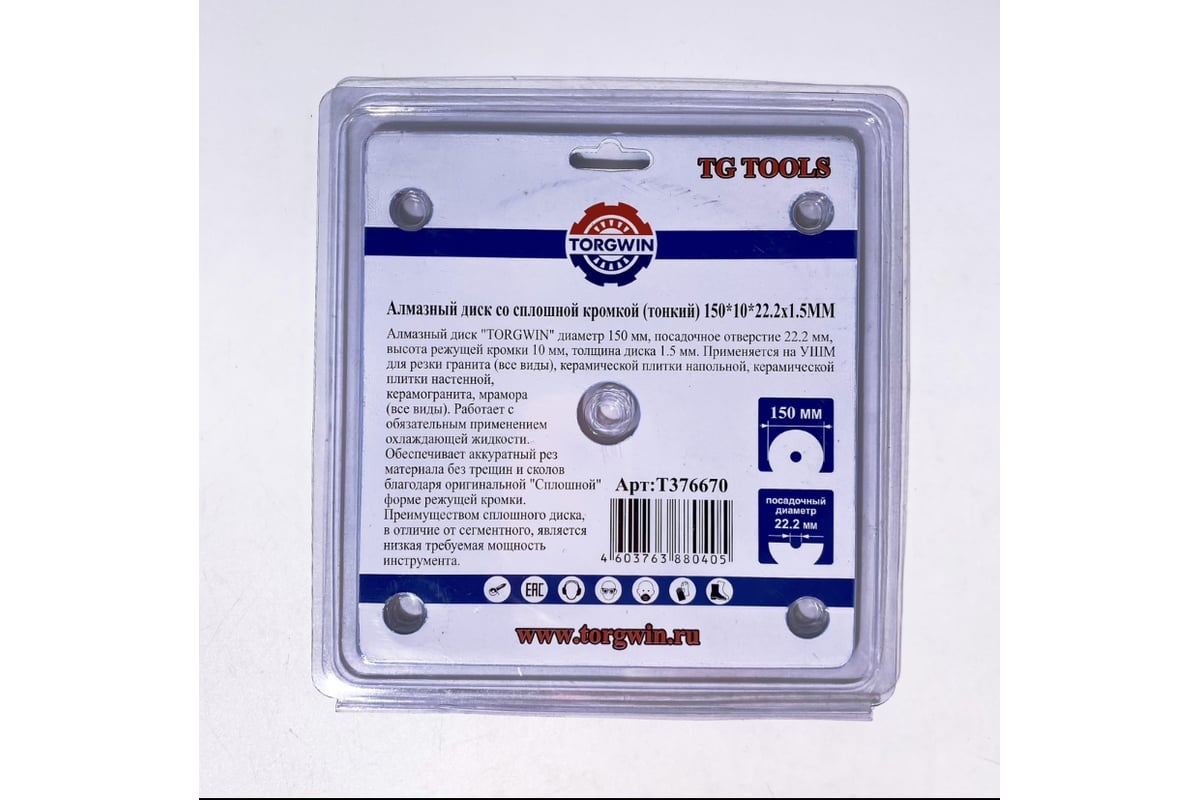 TG TOOLS
TORGWIN
Алмазный диск со сплошной кромкой (тонкий) 150*10*22.2x1.5ММ
Алмазный диск "TORGWIN" диаметр 150 мм, посадочное отверстие 22.2 мм,
высота режущей кромки 10 мм, толщина диска 1.5 мм. Применяется на УШМ
для резки гранита (все виды), керамической плитки напольной, керамической
плитки настенной,
керамогранита, мрамора
(все виды). Работает с
обязательным применением
охлаждающей жидкости.
Обеспечивает аккуратный рез
материала без трещин и сколов
благодаря оригинальной "Сплошной"
форме режущей кромки.
Преимуществом сплошного диска,
в отличие от сегментного, является
низкая требуемая мощность
инструмента.
150 ММ
Арт:Т376670
4 603763 880405
посадочный
диаметр
22.2 ММ
EAC
www.torgwin.ru